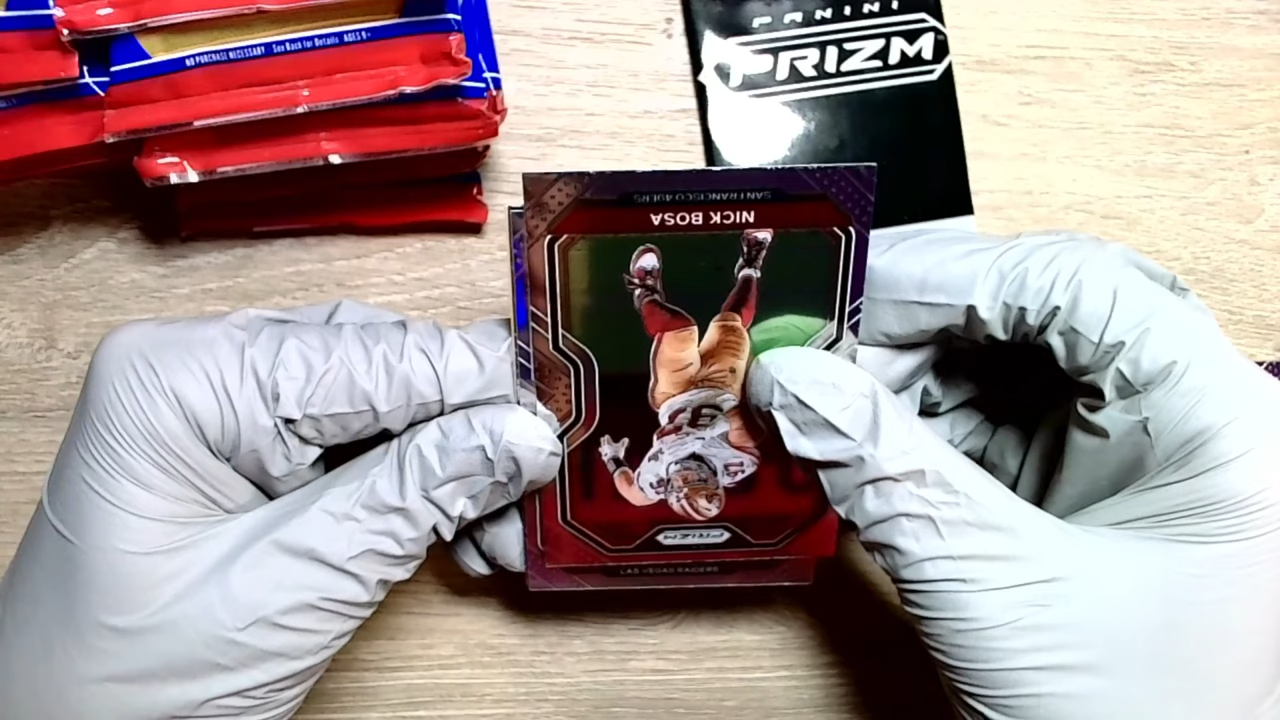 NO PURCHASE NECESSARY See Back for Details AGES 9+
PANINI
PRIZM
SAN FRANCISCO 49ERS
NICK BOSA
PRIZM
LAS VEGAS RAIDERS